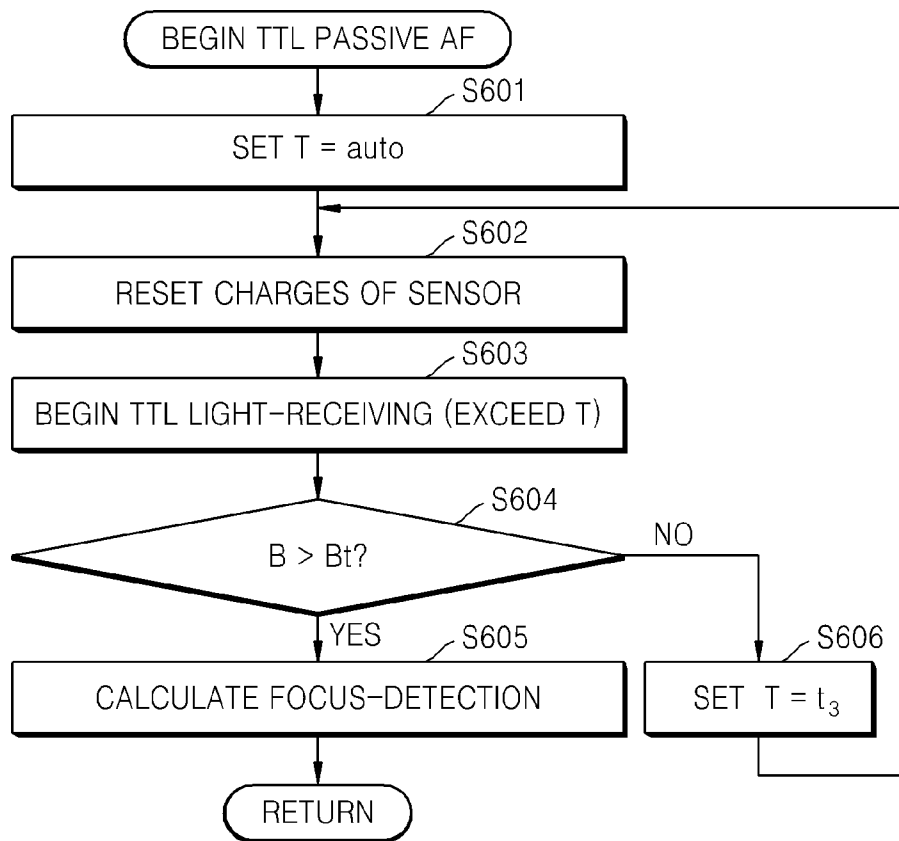 BEGIN TTL PASSIVE AF
S601
SET T = auto
S602
RESET CHARGES OF SENSOR
S603
BEGIN TTL LIGHT-RECEIVING (EXCEED T)
S604
B > Bt?
NO
YES
S605
CALCULATE FOCUS-DETECTION
S606
SET T = t₃
RETURN